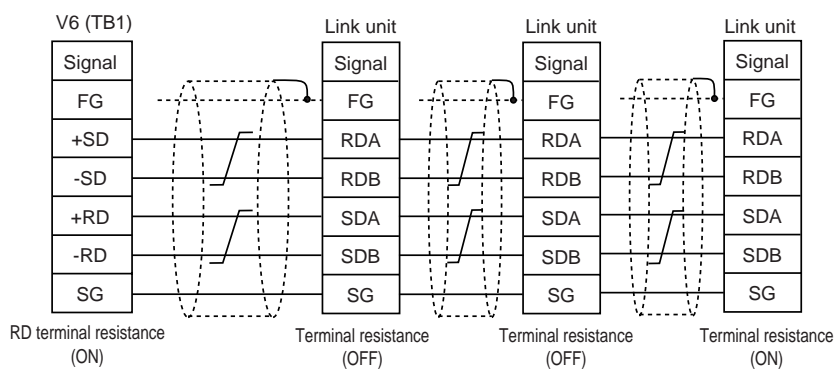 V6 (TB1) Link unit Link unit Link unit
Signal Signal Signal Signal
FG FG FG FG
+SD RDA RDA RDA
-SD RDB RDB RDB
+RD SDA SDA SDA
-RD SDB SDB SDB
SG SG SG SG
RD terminal resistance Terminal resistance Terminal resistance Terminal resistance
(ON) (OFF) (OFF) (ON)